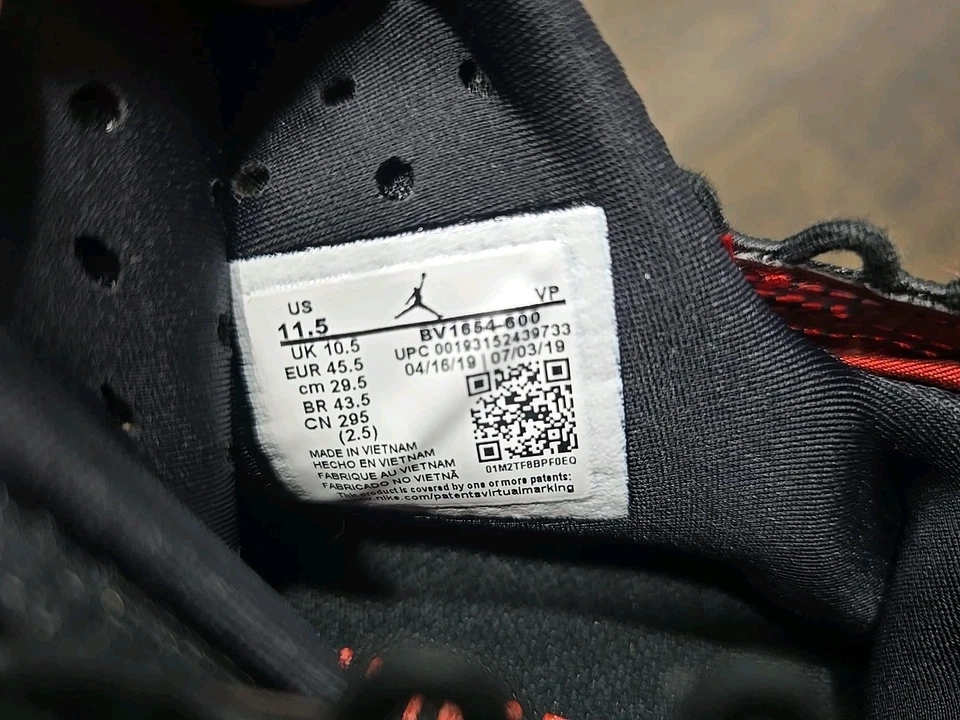 US
VP
11.5
BV1654-600
UK 10.5
UPC 00193152439733
EUR 45.5
04/16/19 | 07/03/19
cm 29.5
BR 43.5
CN 295
(2.5)
MADE IN VIETNAM
HECHO EN VIETNAM
FABRIQUE AU VIETNAM
FABRICADO NO VIETNÃ
01M2TF8BPF0EQ
This product is covered by one or more patents:
.nike.com/patentsvirtualmarking